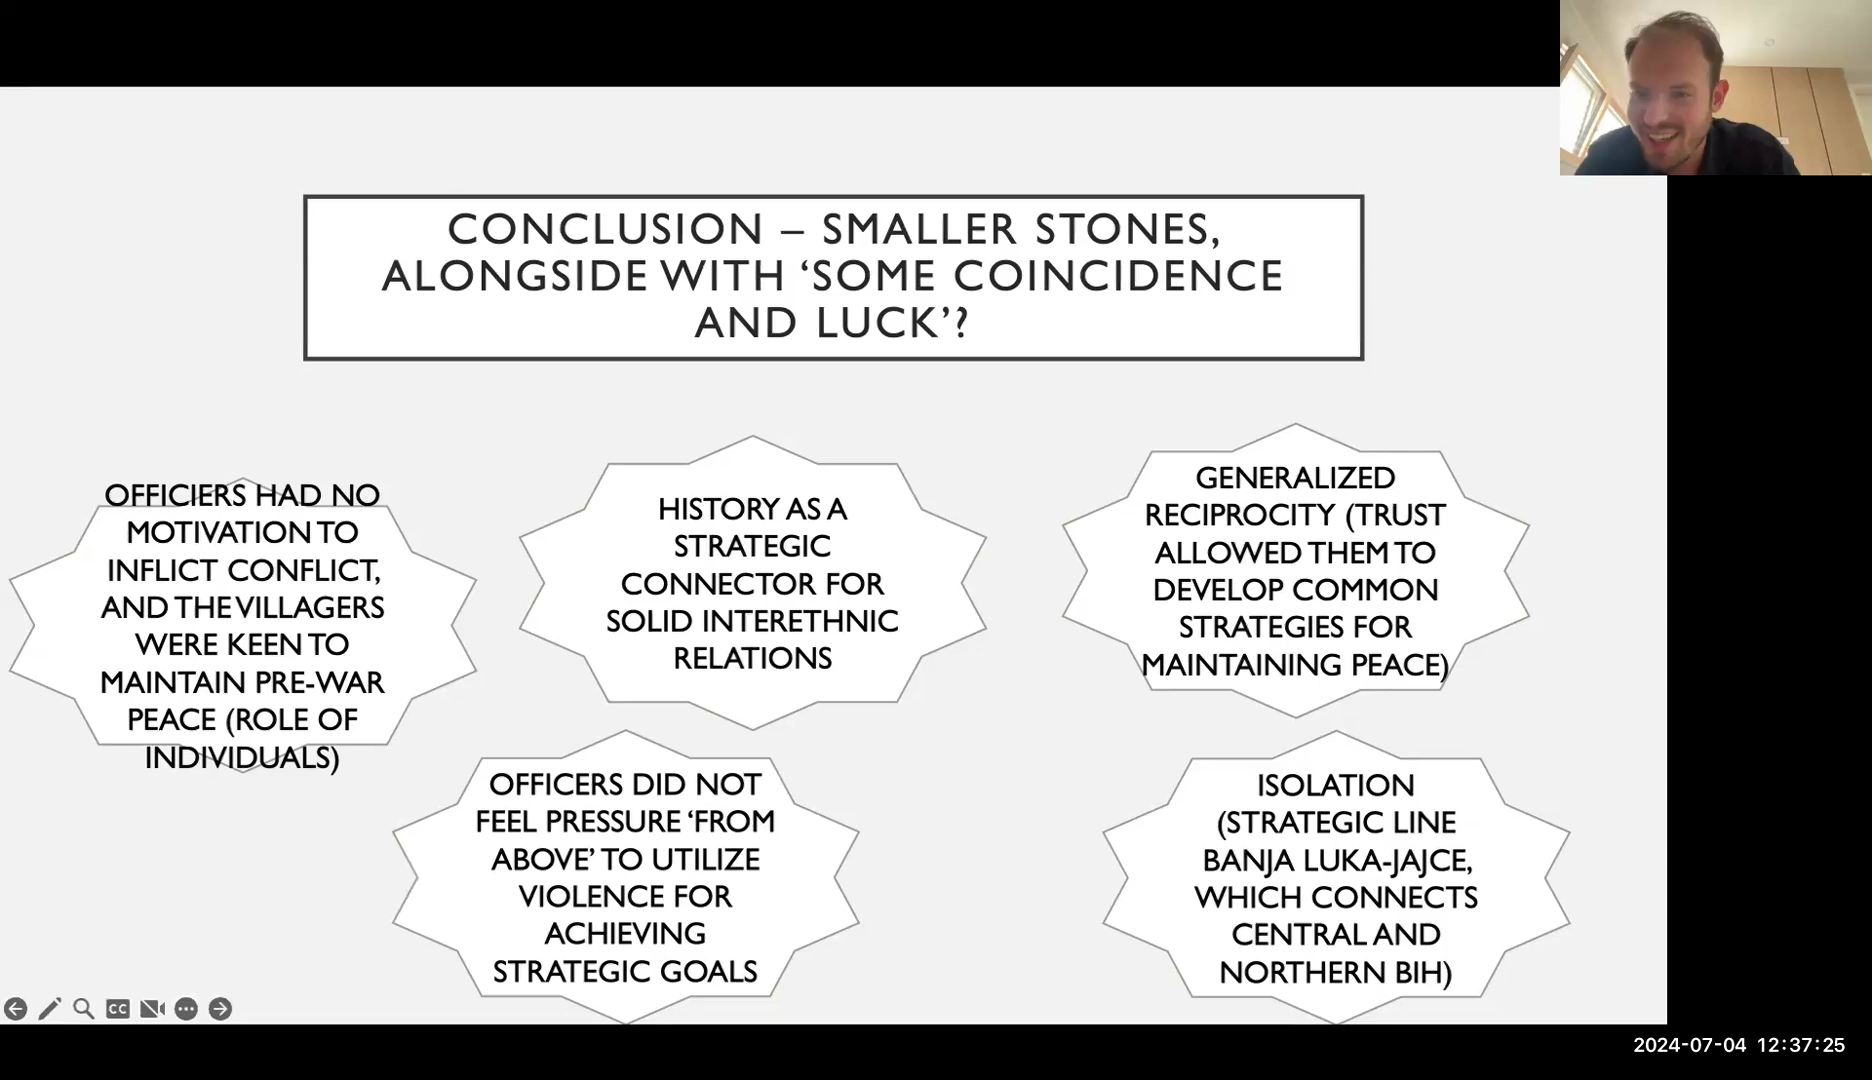 CONCLUSION – SMALLER STONES,
ALONGSIDE WITH ‘SOME COINCIDENCE
AND LUCK’?
OFFICIERS HAD NO
MOTIVATION TO
INFLICT CONFLICT,
AND THE VILLAGERS
WERE KEEN TO
MAINTAIN PRE-WAR
PEACE (ROLE OF
INDIVIDUALS)
HISTORY AS A
STRATEGIC
CONNECTOR FOR
SOLID INTERETHNIC
RELATIONS
GENERALIZED
RECIPROCITY (TRUST
ALLOWED THEM TO
DEVELOP COMMON
STRATEGIES FOR
MAINTAINING PEACE)
OFFICERS DID NOT
FEEL PRESSURE ‘FROM
ABOVE’ TO UTILIZE
VIOLENCE FOR
ACHIEVING
STRATEGIC GOALS
ISOLATION
(STRATEGIC LINE
BANJA LUKA-JAJCE,
WHICH CONNECTS
CENTRAL AND
NORTHERN BIH)
CC
2024-07-04 12:37:25